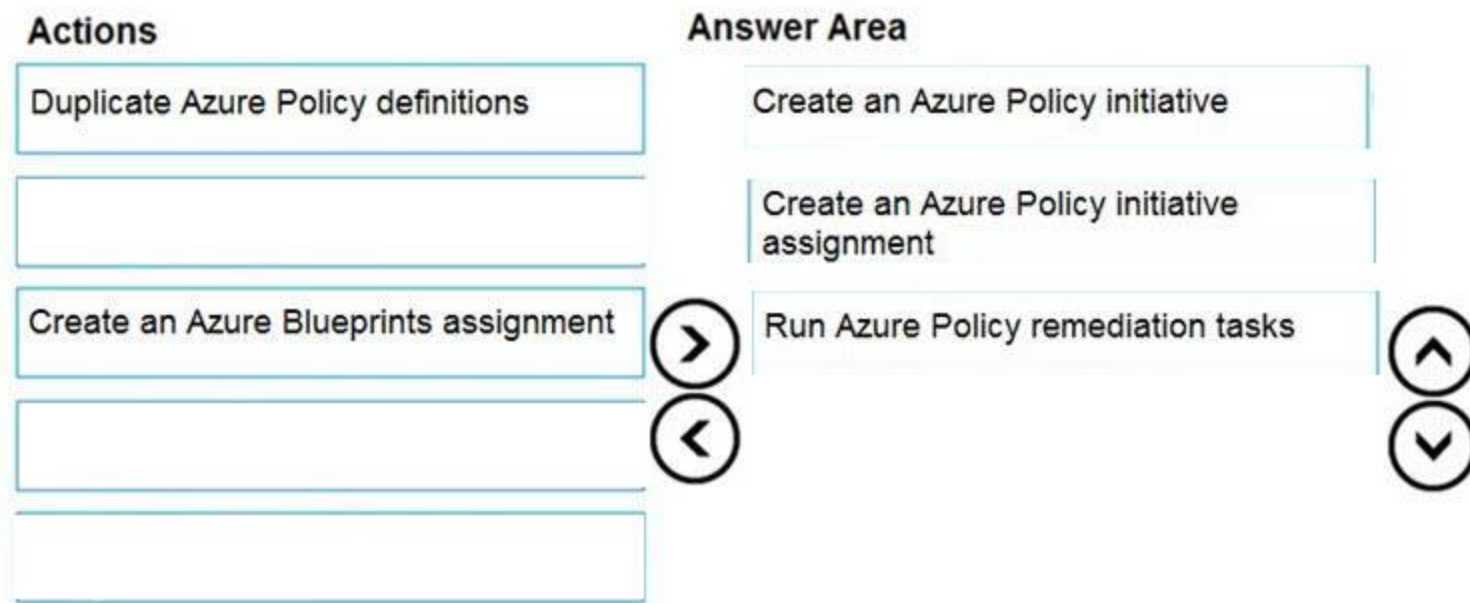 Actions
Duplicate Azure Policy definitions
Create an Azure Blueprints assignment
Answer Area
Create an Azure Policy initiative
Create an Azure Policy initiative
assignment
Run Azure Policy remediation tasks